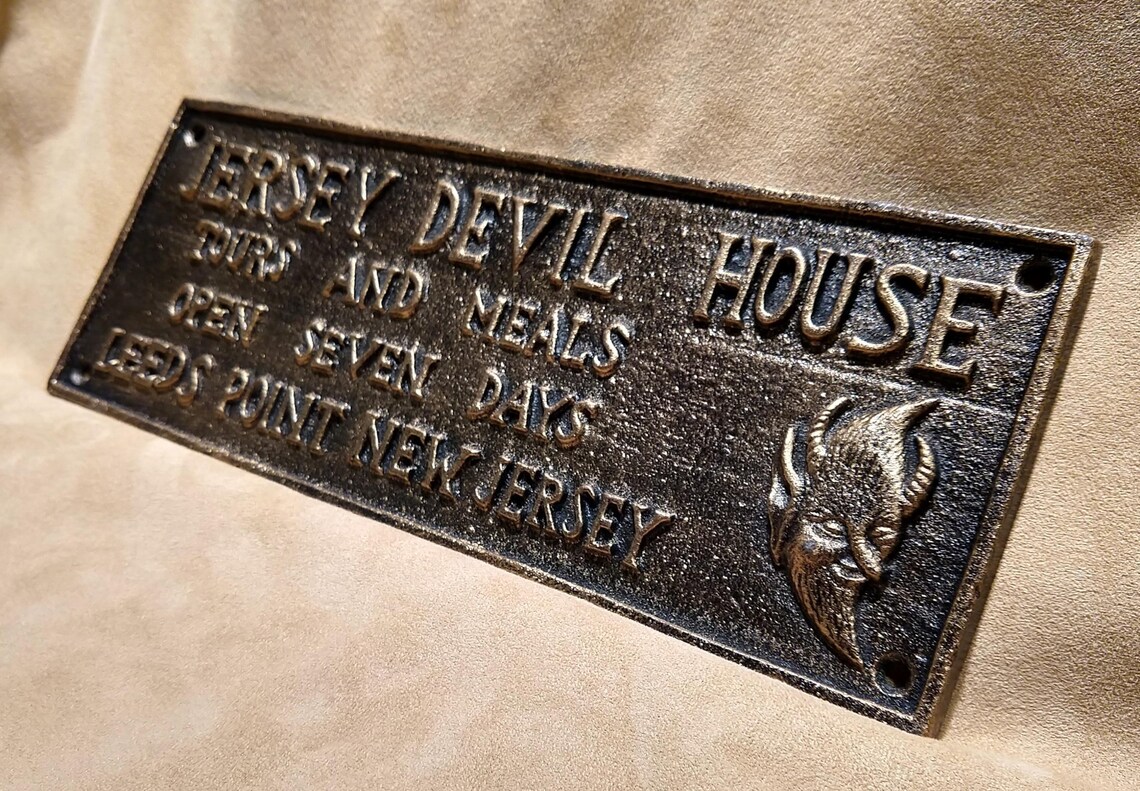 JERSEY DEVIL HOUSE
TOURS AND MEALS
OPEN SEVEN DAYS
LEEDS POINT NEW JERSEY